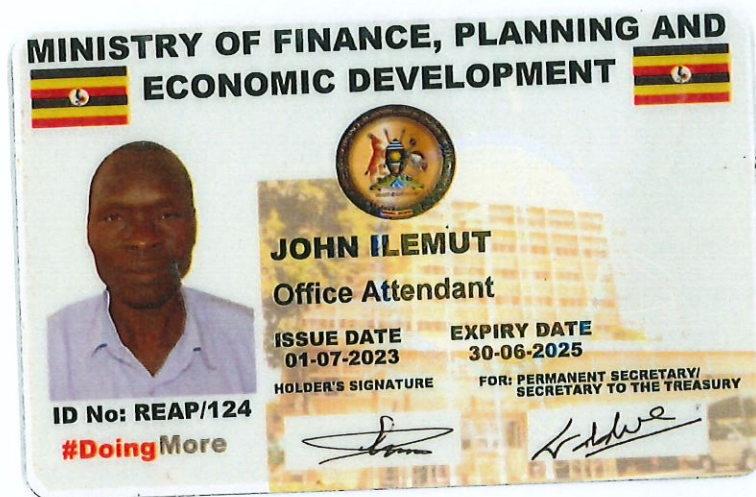 MINISTRY OF FINANCE, PLANNING AND
ECONOMIC DEVELOPMENT
JOHN ILEMUT
Office Attendant
ISSUE DATE
01-07-2023
EXPIRY DATE
30-06-2025
HOLDER'S SIGNATURE
FOR: PERMANENT SECRETARY/
SECRETARY TO THE TREASURY
ID No: REAP/124
#DoingMore